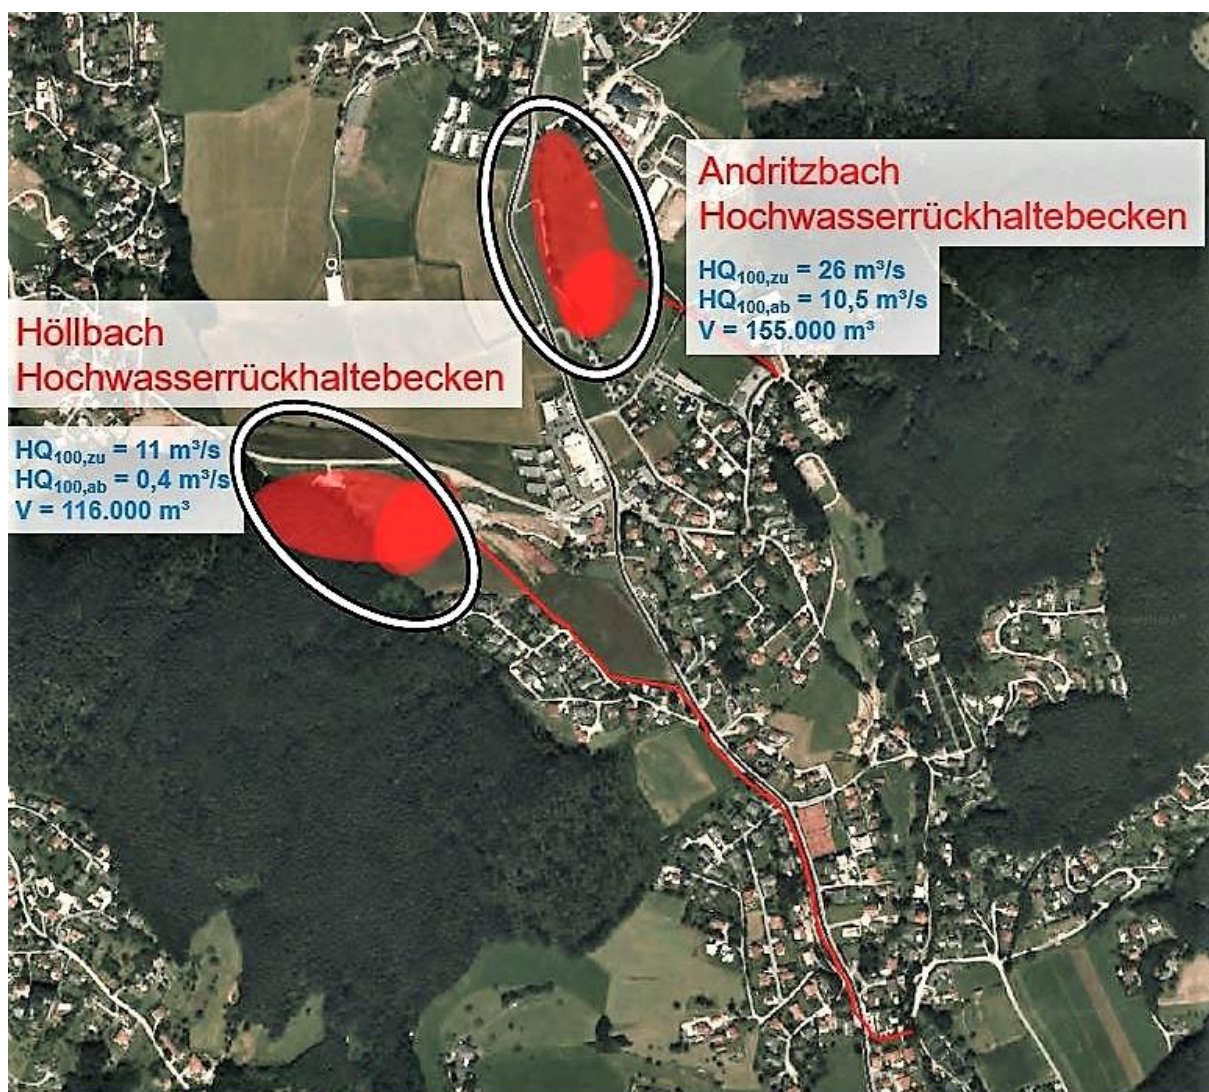 Andritzbach
Hochwasserrückhaltebecken
HQ100,zu = 26 m³/s
HQ100,ab = 10,5 m³/s
V = 155.000 m³
Höllbach
Hochwasserrückhaltebecken
HQ100,zu = 11 m³/s
HQ100,ab = 0,4 m³/s
V = 116.000 m³